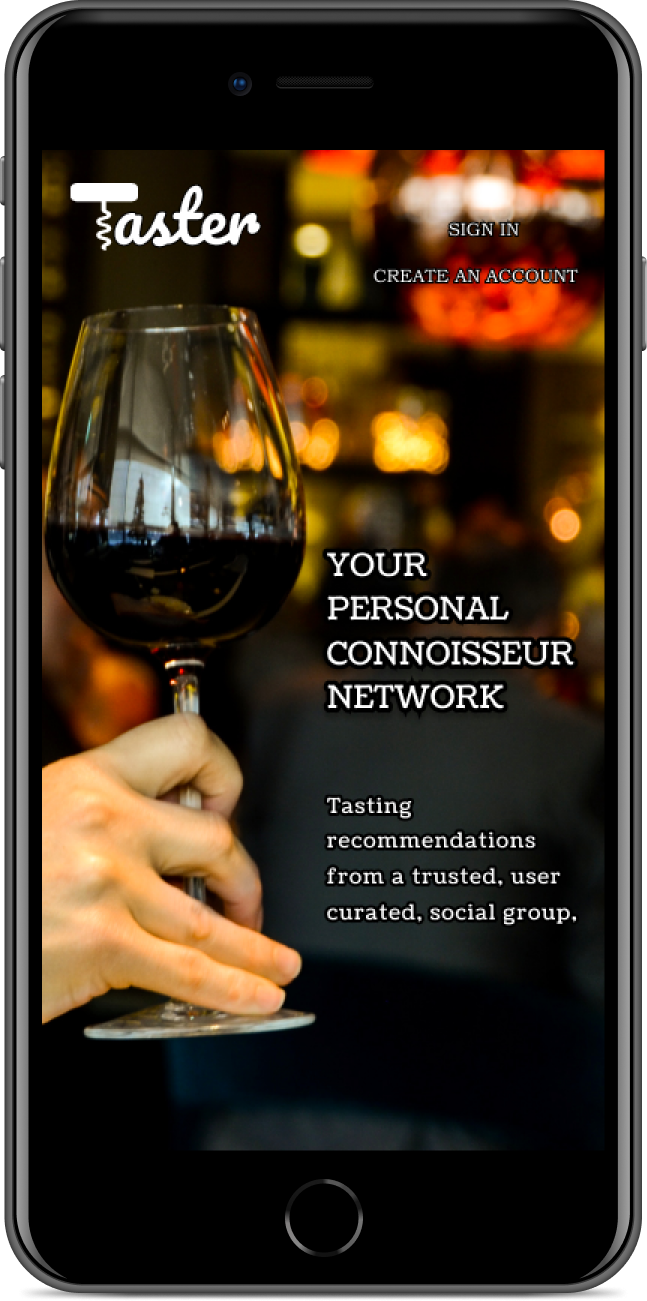 Taster
SIGN IN
CREATE AN ACCOUNT
YOUR
PERSONAL
CONNOISSEUR
NETWORK
Tasting
recommendations
from a trusted, user
curated, social group.